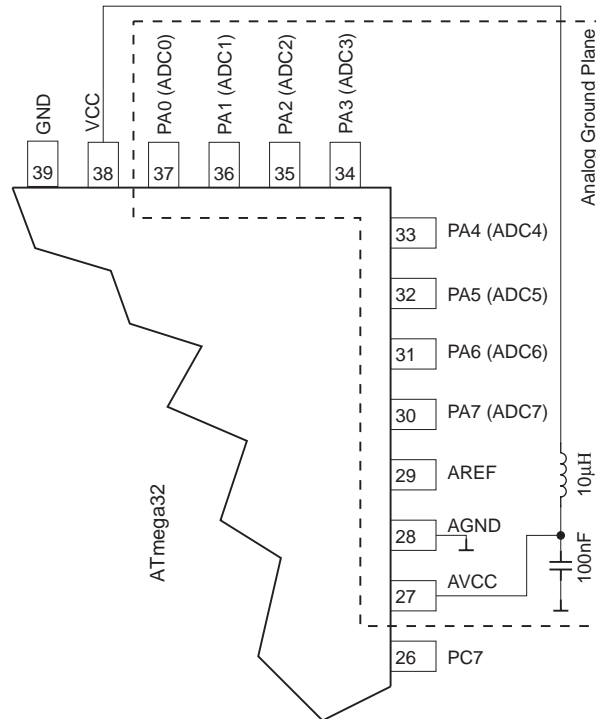 GND
VCC
PA0 (ADC0)
PA1 (ADC1)
PA2 (ADC2)
PA3 (ADC3)
Analog Ground Plane
39
38
37
36
35
34
33
PA4 (ADC4)
32
PA5 (ADC5)
31
PA6 (ADC6)
30
PA7 (ADC7)
29
AREF
10μH
28
AGND
100nF
27
AVCC
26
PC7
ATmega32